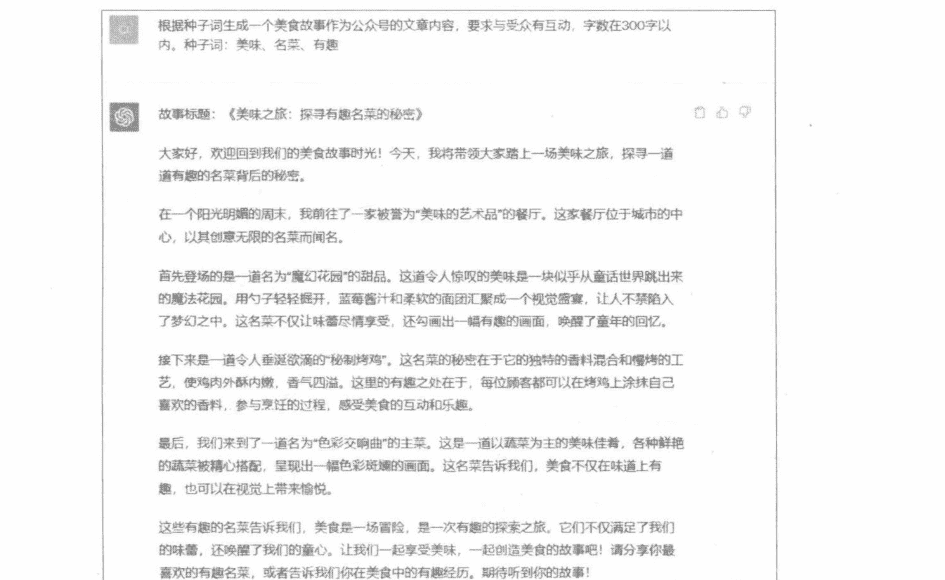 根据种子词生成一个美食故事作为公众号的文章内容，要求与受众有互动，字数在300字以
内。种子词：美味、名菜、有趣
故事标题：《美味之旅：探寻有趣名菜的秘密》
大家好，欢迎回到我们的美食故事时光！今天，我将带领大家踏上一场美味之旅，探寻一道
道有趣的名菜背后的秘密。
在一个阳光明媚的周末，我前往了一家被誉为“美味的艺术品”的餐厅。这家餐厅位于城市的中
心，以其创意无限的名菜而闻名。
首先登场的是一道名为“魔幻花园”的甜品。这道令人惊叹的美味是一块似乎从童话世界跳出来
的魔法花园。用勺子轻轻掘开，蓝莓酱汁和柔软的面团汇聚成一个视觉盛宴，让人不禁陷入
了梦幻之中。这名菜不仅让味蕾尽情享受，还勾画出一幅有趣的画面，唤醒了童年的回忆。
接下来是一道令人垂涎欲滴的“秘制烤鸡”。这名菜的秘密在于它的独特的香料混合和慢烤的工
艺，使鸡肉外酥内嫩，香气四溢。这里的有趣之处在于，每位顾客都可以在烤鸡上涂抹自己
喜欢的香料，参与烹饪的过程，感受美食的互动和乐趣。
最后，我们来到了一道名为“色彩交响曲”的主菜。这是一道以蔬菜为主的美味佳肴，各种鲜艳
的蔬菜被精心搭配，呈现出一幅色彩斑斓的画面。这名菜告诉我们，美食不仅在味道上有
趣，也可以在视觉上带来愉悦。
这些有趣的名菜告诉我们，美食是一场冒险，是一次有趣的探索之旅。它们不仅满足了我们
的味蕾，还唤醒了我们的童心。让我们一起享受美味，一起创造美食的故事吧！请分享你最
喜欢的有趣名菜，或者告诉我们你在美食中的有趣经历。期待听到你的故事！